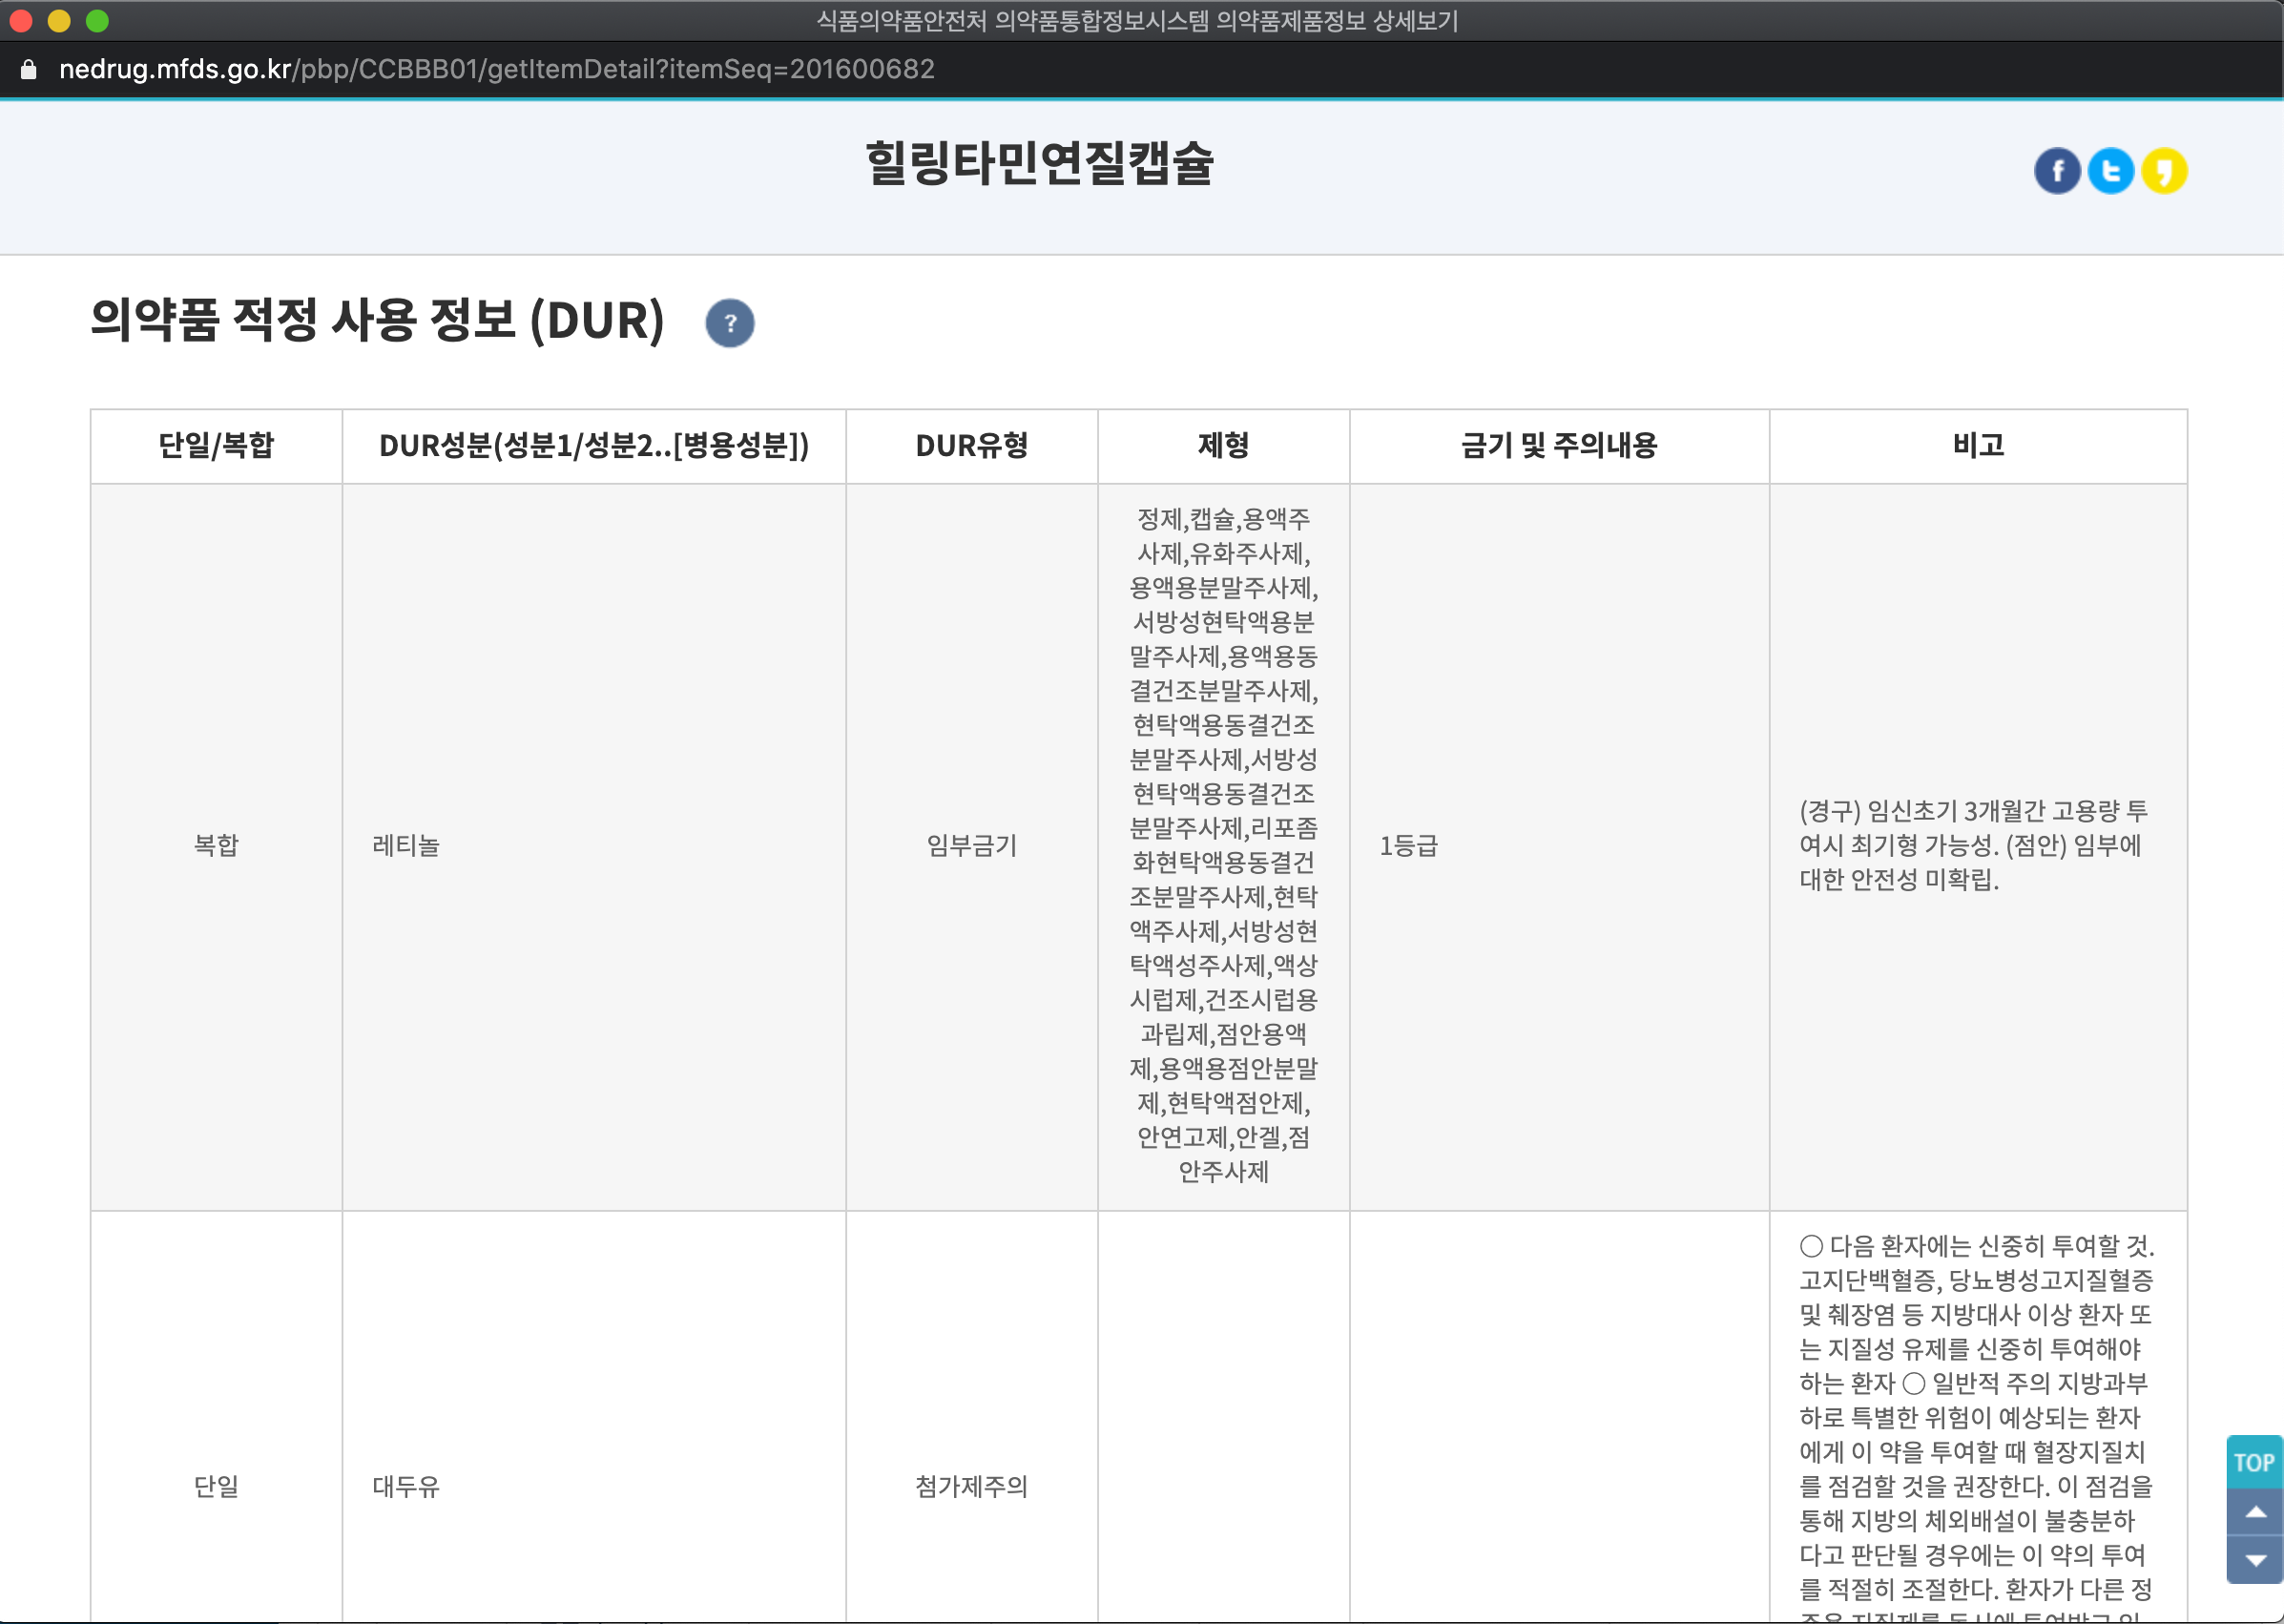 식품의약품안전처 의약품통합정보시스템 의약품제품정보 상세보기
nedrug.mfds.go.kr/pbp/CCBBB01/getItemDetail?itemSeq=201600682
힐링타민연질캡슐
의약품 적정 사용 정보 (DUR) ?
단일/복합 DUR성분(성분1/성분2..[병용성분]) DUR유형 제형 금기 및 주의내용 비고
복합
레티놀
임부금기
정제,캡슐,용액주
사제,유화주사제,
용액용분말주사제,
서방성현탁액용분
말주사제,용액용동
결건조분말주사제,
현탁액용동결건조
분말주사제,서방성
현탁액용동결건조
분말주사제,리포좀
화현탁액용동결건
조분말주사제,현탁
액주사제,서방성현
탁액성주사제,액상
시럽제,건조시럽용
과립제,점안용액
제,용액용점안분말
제,현탁액점안제,
안연고제,안겔,점
안주사제
1등급
(경구) 임신초기 3개월간 고용량 투
여시 최기형 가능성. (점안) 임부에
대한 안전성 미확립.
단일
대두유
첨가제주의
○ 다음 환자에는 신중히 투여할 것.
고지단백혈증, 당뇨병성고지질혈증
및 췌장염 등 지방대사 이상 환자 또
는 지질성 유제를 신중히 투여해야
하는 환자 ○ 일반적 주의 지방과부
하로 특별한 위험이 예상되는 환자
에게 이 약을 투여할 때 혈장지질치
를 점검할 것을 권장한다. 이 점검을
통해 지방의 체외배설이 불충분하
다고 판단될 경우에는 이 약의 투여
를 적절히 조절한다. 환자가 다른 정
TOP